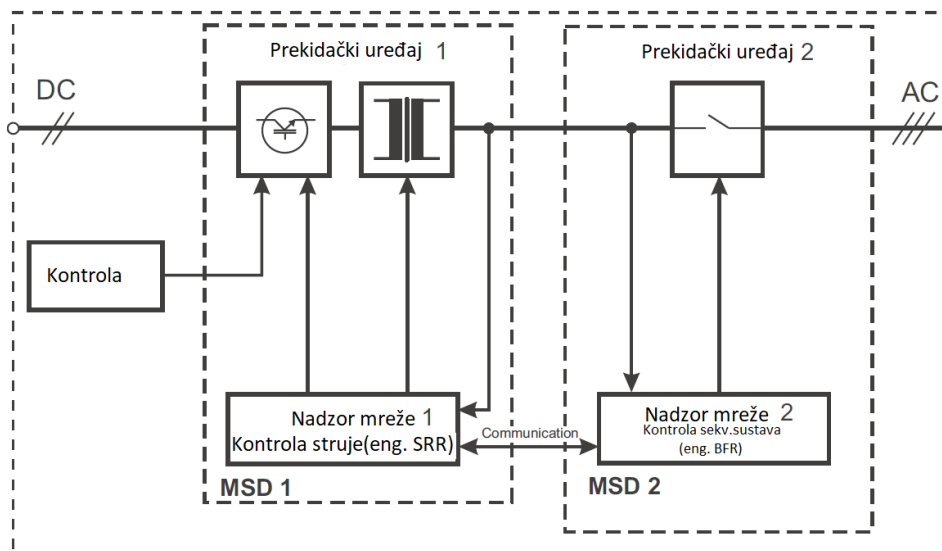 Prekidački uređaj 1
Prekidački uređaj 2
DC
AC
Kontrola
Nadzor mreže 1
Kontrola struje(eng. SRR)
Communication
Nadzor mreže 2
Kontrola sekv.sustava
(eng. BFR)
MSD 1
MSD 2